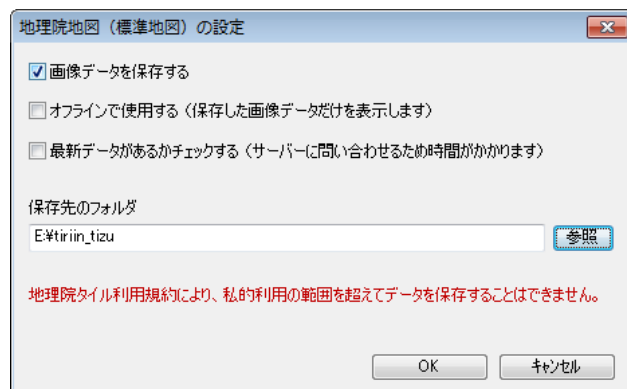 地理院地図（標準地図）の設定
画像データを保存する
オフラインで使用する（保存した画像データだけを表示します）
最新データがあるかチェックする（サーバーに問い合わせるため時間がかかります）
保存先のフォルダ
E:¥tiriin_tizu
参照
地理院タイル利用規約により、私的利用の範囲を超えてデータを保存することはできません。
OK
キャンセル